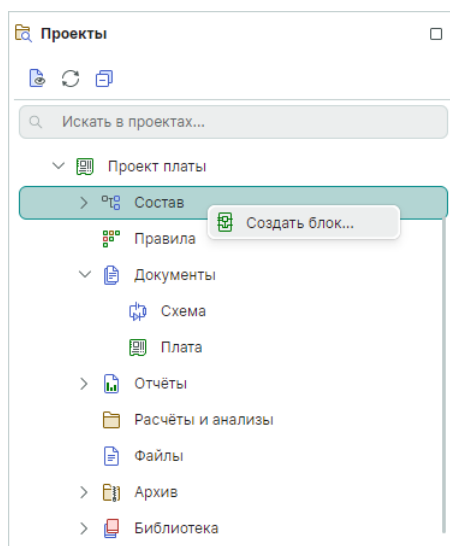 Проекты
Искать в проектах...
Проект платы
Состав
Создать блок...
Правила
Документы
Схема
Плата
Отчёты
Расчёты и анализы
Файлы
Архив
Библиотека